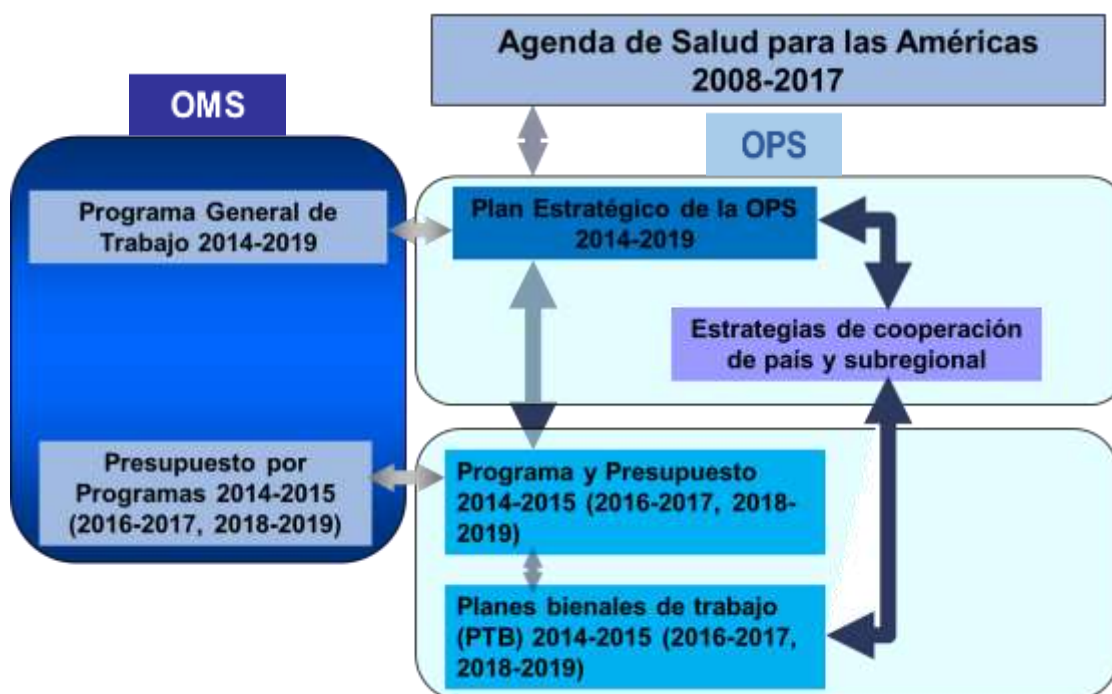 Agenda de Salud para las Américas
2008-2017
OMS
OPS
Programa General de
Trabajo 2014-2019
Plan Estratégico de la OPS
2014-2019
Estrategias de cooperación
de país y subregional
Presupuesto por
Programas 2014-2015
(2016-2017, 2018-2019)
Programa y Presupuesto
2014-2015 (2016-2017, 2018-
2019)
Planes bienales de trabajo
(PTB) 2014-2015 (2016-2017,
2018-2019)